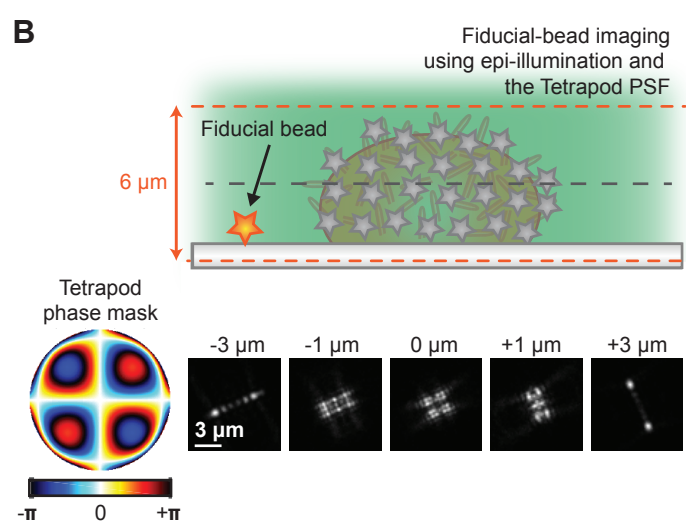 B
Fiducial-bead imaging
using epi-illumination and
the Tetrapod PSF
Fiducial bead
6 μm
Tetrapod
phase mask
-3 μm
-1 μm
0 μm
+1 μm
+3 μm
3 μm
-π
0
+π